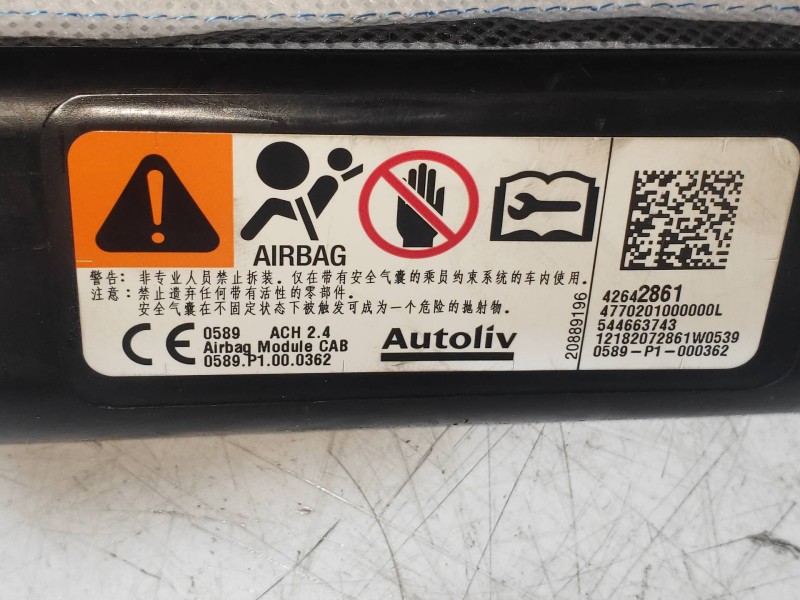 AIRBAG
警告: 非专业人员禁止拆装。仅在带有安全气囊的乘员约束系统的车内使用。
注意: 禁止遗弃任何带有活性的零部件。
安全气囊在不固定状态下被触发可成为一个危险的抛射物。
CE 0589 ACH 2.4
Airbag Module CAB
0589.P1.00.0362
Autoliv
20889196
42642861
4770201000000L
544663743
12182072861W0539
0589-P1-000362